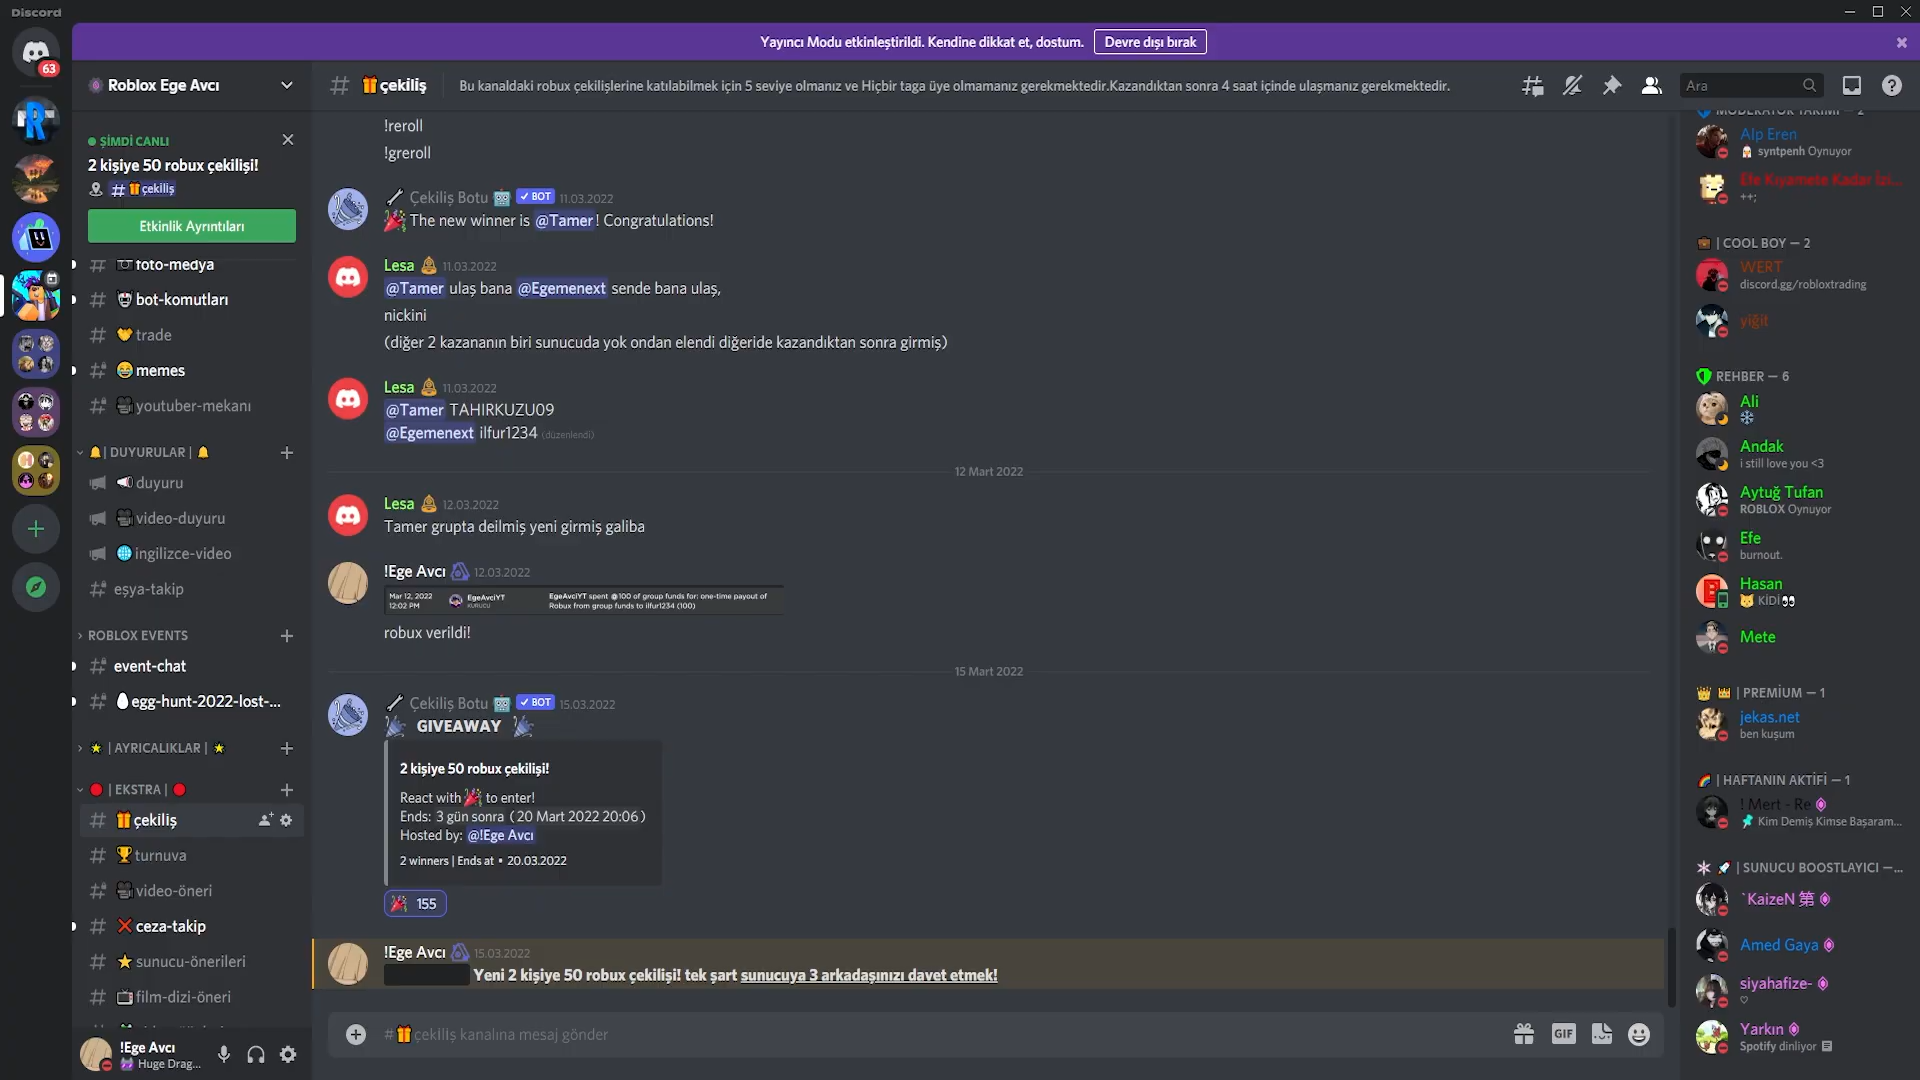 Discord
Yayıncı Modu etkinleştirildi. Kendine dikkat et, dostum. Devre dışı bırak
63
Roblox Ege Avcı
ŞİMDİ CANLI
2 kişiye 50 robux çekilişi!
# çekiliş
Etkinlik Ayrıntıları
foto-medya
bot-komutları
trade
memes
youtuber-mekanı
| DUYURULAR |
duyuru
video-duyuru
ingilizce-video
eşya-takip
ROBLOX EVENTS
event-chat
egg-hunt-2022-lost-...
| AYRICALIKLAR |
| EKSTRA |
çekiliş
turnuva
video-öneri
ceza-takip
sunucu-önerileri
film-dizi-öneri
!Ege Avcı
Huge Drag...
# çekiliş
Bu kanaldaki robux çekilişlerine katılabilmek için 5 seviye olmanız ve Hiçbir taga üye olmamanız gerekmektedir.Kazandıktan sonra 4 saat içinde ulaşmanız gerekmektedir.
Ara
!reroll
!greroll
Çekiliş Botu BOT 11.03.2022
The new winner is @Tamer! Congratulations!
Lesa 11.03.2022
@Tamer ulaş bana @Egemenext sende bana ulaş,
nickini
(diğer 2 kazananın biri sunucuda yok ondan elendi diğeride kazandıktan sonra girmiş)
Lesa 11.03.2022
@Tamer TAHIRKUZU09
@Egemenext ilfur1234 (düzenlendi)
12 Mart 2022
Lesa 12.03.2022
Tamer grupta deilmiş yeni girmiş galiba
!Ege Avcı 12.03.2022
Mar 12, 2022
12:02 PM
EgeAvciYT
KURUCU
EgeAvciYT spent 100 of group funds for: one-time payout of
Robux from group funds to ilfur1234 (100)
robux verildi!
15 Mart 2022
Çekiliş Botu BOT 15.03.2022
GIVEAWAY
2 kişiye 50 robux çekilişi!
React with to enter!
Ends: 3 gün sonra ( 20 Mart 2022 20:06 )
Hosted by: @!Ege Avcı
2 winners | Ends at • 20.03.2022
155
!Ege Avcı 15.03.2022
Yeni 2 kişiye 50 robux çekilişi! tek şart sunucuya 3 arkadaşınızı davet etmek!
# çekiliş kanalına mesaj gönder
GIF
MODERATÖR TAKIMI — 2
Alp Eren
syntpenh Oynuyor
Efe Kıyamete Kadar İzi...
++;
| COOL BOY — 2
WERT
discord.gg/robloxtrading
yiğit
REHBER — 6
Ali
Andak
i still love you <3
Aytuğ Tufan
ROBLOX Oynuyor
Efe
burnout.
Hasan
KİDİ
Mete
| PREMİUM — 1
jekas.net
ben kuşum
| HAFTANIN AKTİFİ — 1
! Mert - Re
Kim Demiş Kimse Başaram...
| SUNUCU BOOSTLAYICI —...
`KaizeN 第
Amed Gaya
siyahafize-
♡
Yarkın
Spotify dinliyor